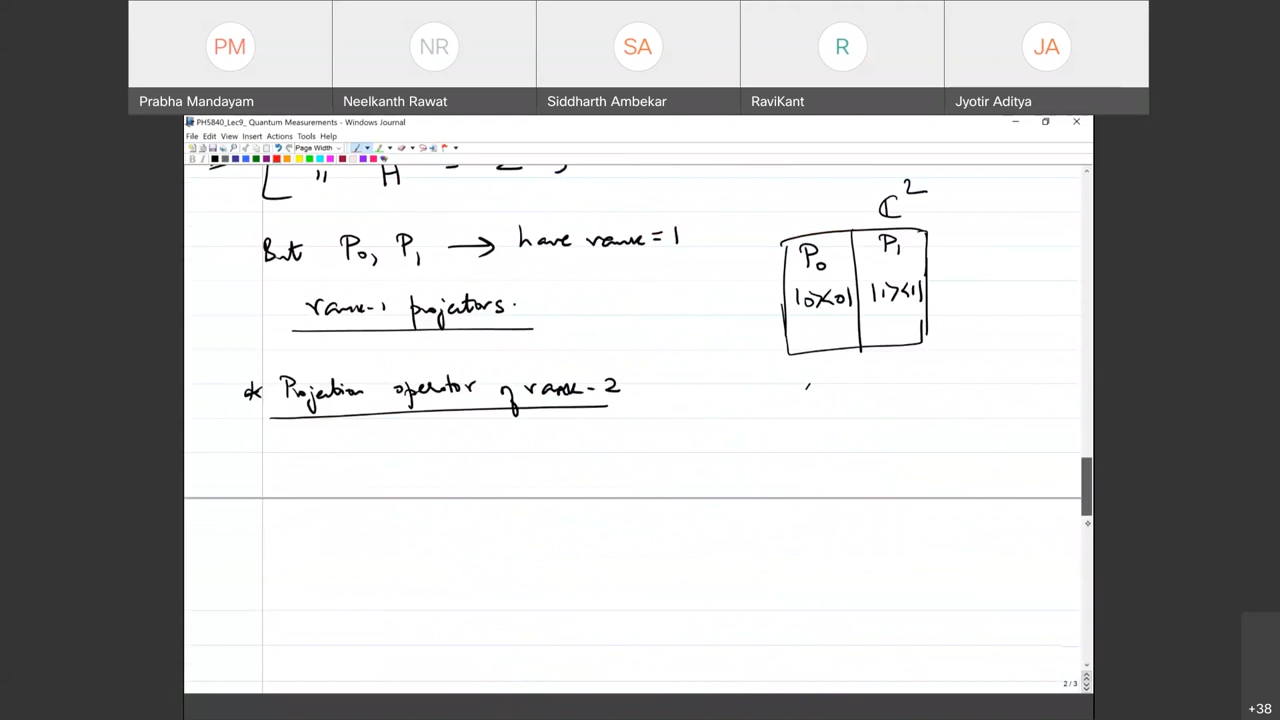 PM
NR
SA
R
JA
Prabha Mandayam
Neelkanth Rawat
Siddharth Ambekar
RaviKant
Jyotir Aditya
PH5840_Lec9_ Quantum Measurements - Windows Journal
File Edit View Insert Actions Tools Help
Page Width
B I
" H
ℂ²
But P₀, P₁ ⟶ have rank = 1
P₀ P₁
|0><0| |1><1|
rank-1 projectors.
* Projection operator of rank-2
2 / 3
+38